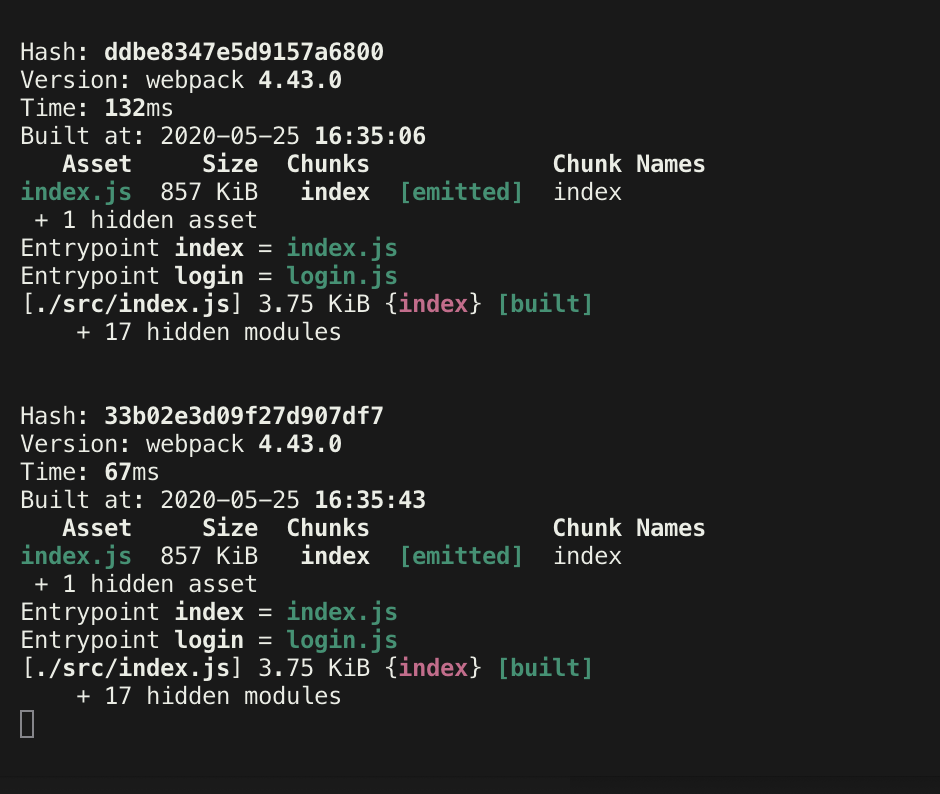 Hash: ddbe8347e5d9157a6800
Version: webpack 4.43.0
Time: 132ms
Built at: 2020-05-25 16:35:06
Asset Size Chunks Chunk Names
index.js 857 KiB index [emitted] index
+ 1 hidden asset
Entrypoint index = index.js
Entrypoint login = login.js
[./src/index.js] 3.75 KiB {index} [built]
+ 17 hidden modules
Hash: 33b02e3d09f27d907df7
Version: webpack 4.43.0
Time: 67ms
Built at: 2020-05-25 16:35:43
Asset Size Chunks Chunk Names
index.js 857 KiB index [emitted] index
+ 1 hidden asset
Entrypoint index = index.js
Entrypoint login = login.js
[./src/index.js] 3.75 KiB {index} [built]
+ 17 hidden modules